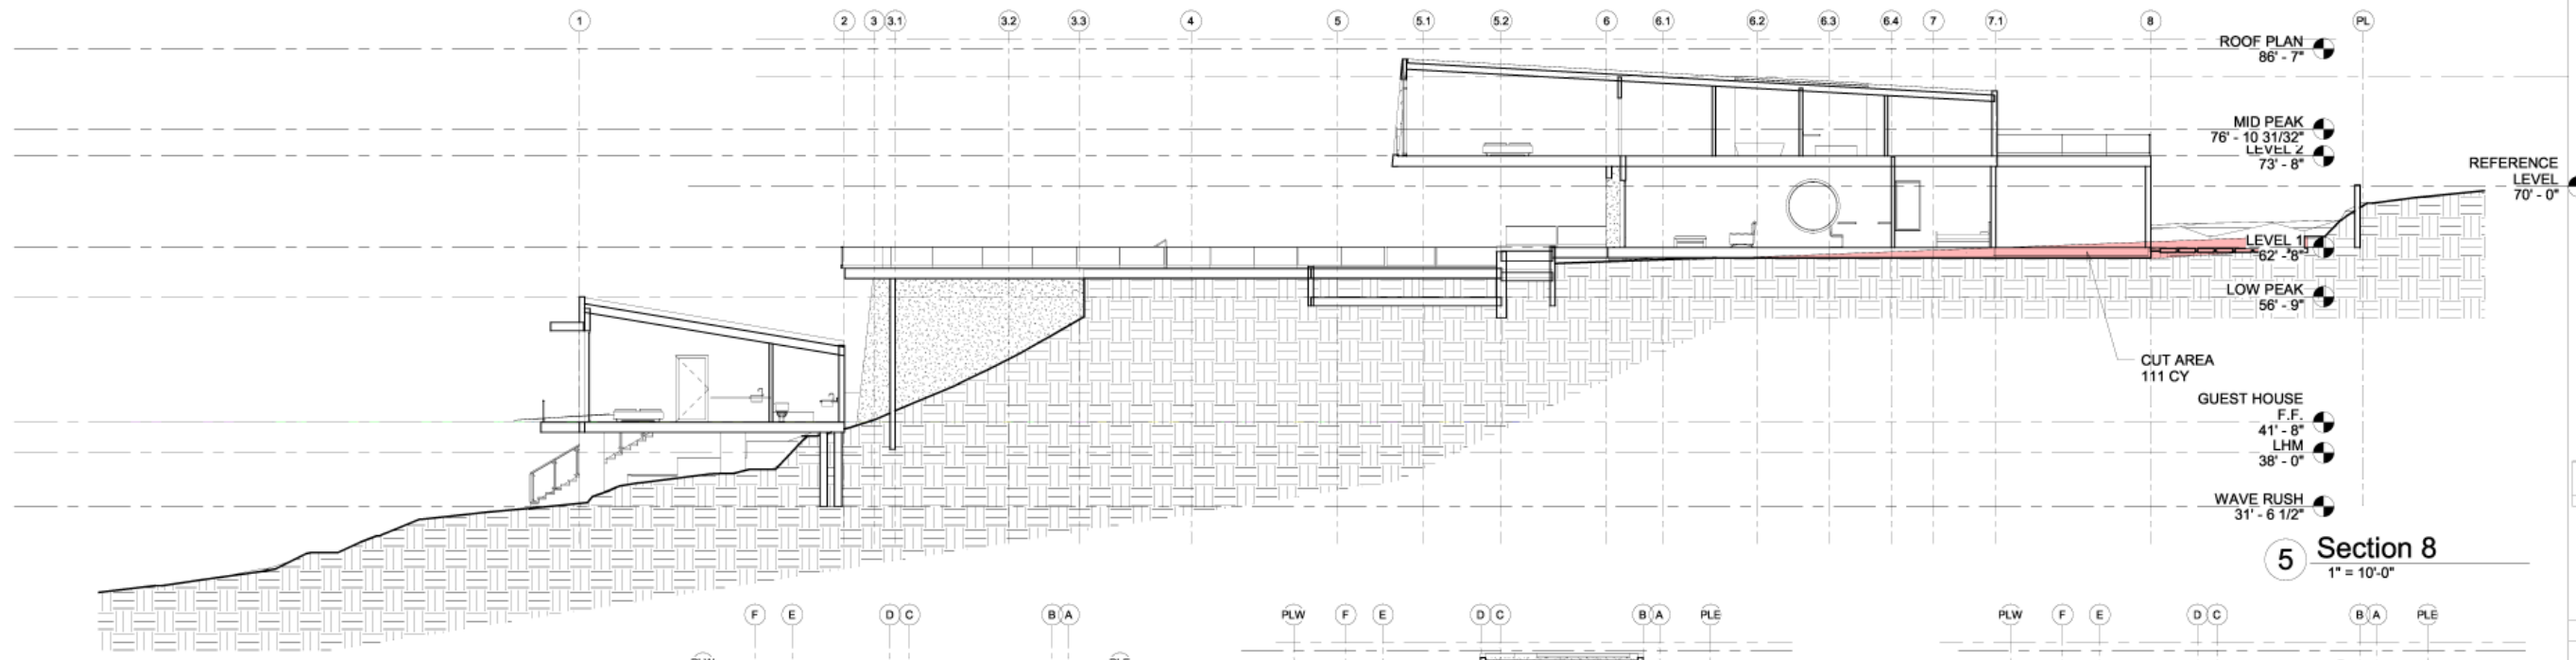 1 2 3 3.1 3.2 3.3 4 5 5.1 5.2 6 6.1 6.2 6.3 6.4 7 7.1 8 PL
ROOF PLAN
86' - 7"
MID PEAK
76' - 10 31/32"
LEVEL 2
73' - 8"
REFERENCE
LEVEL
70' - 0"
LEVEL 1
62' - 8"
LOW PEAK
56' - 9"
CUT AREA
111 CY
GUEST HOUSE
F.F.
41' - 8"
LHM
38' - 0"
WAVE RUSH
31' - 6 1/2"
5 Section 8
1" = 10'-0"
F E D C B A PLW F E D C B A PLE PLW F E D C B A PLE